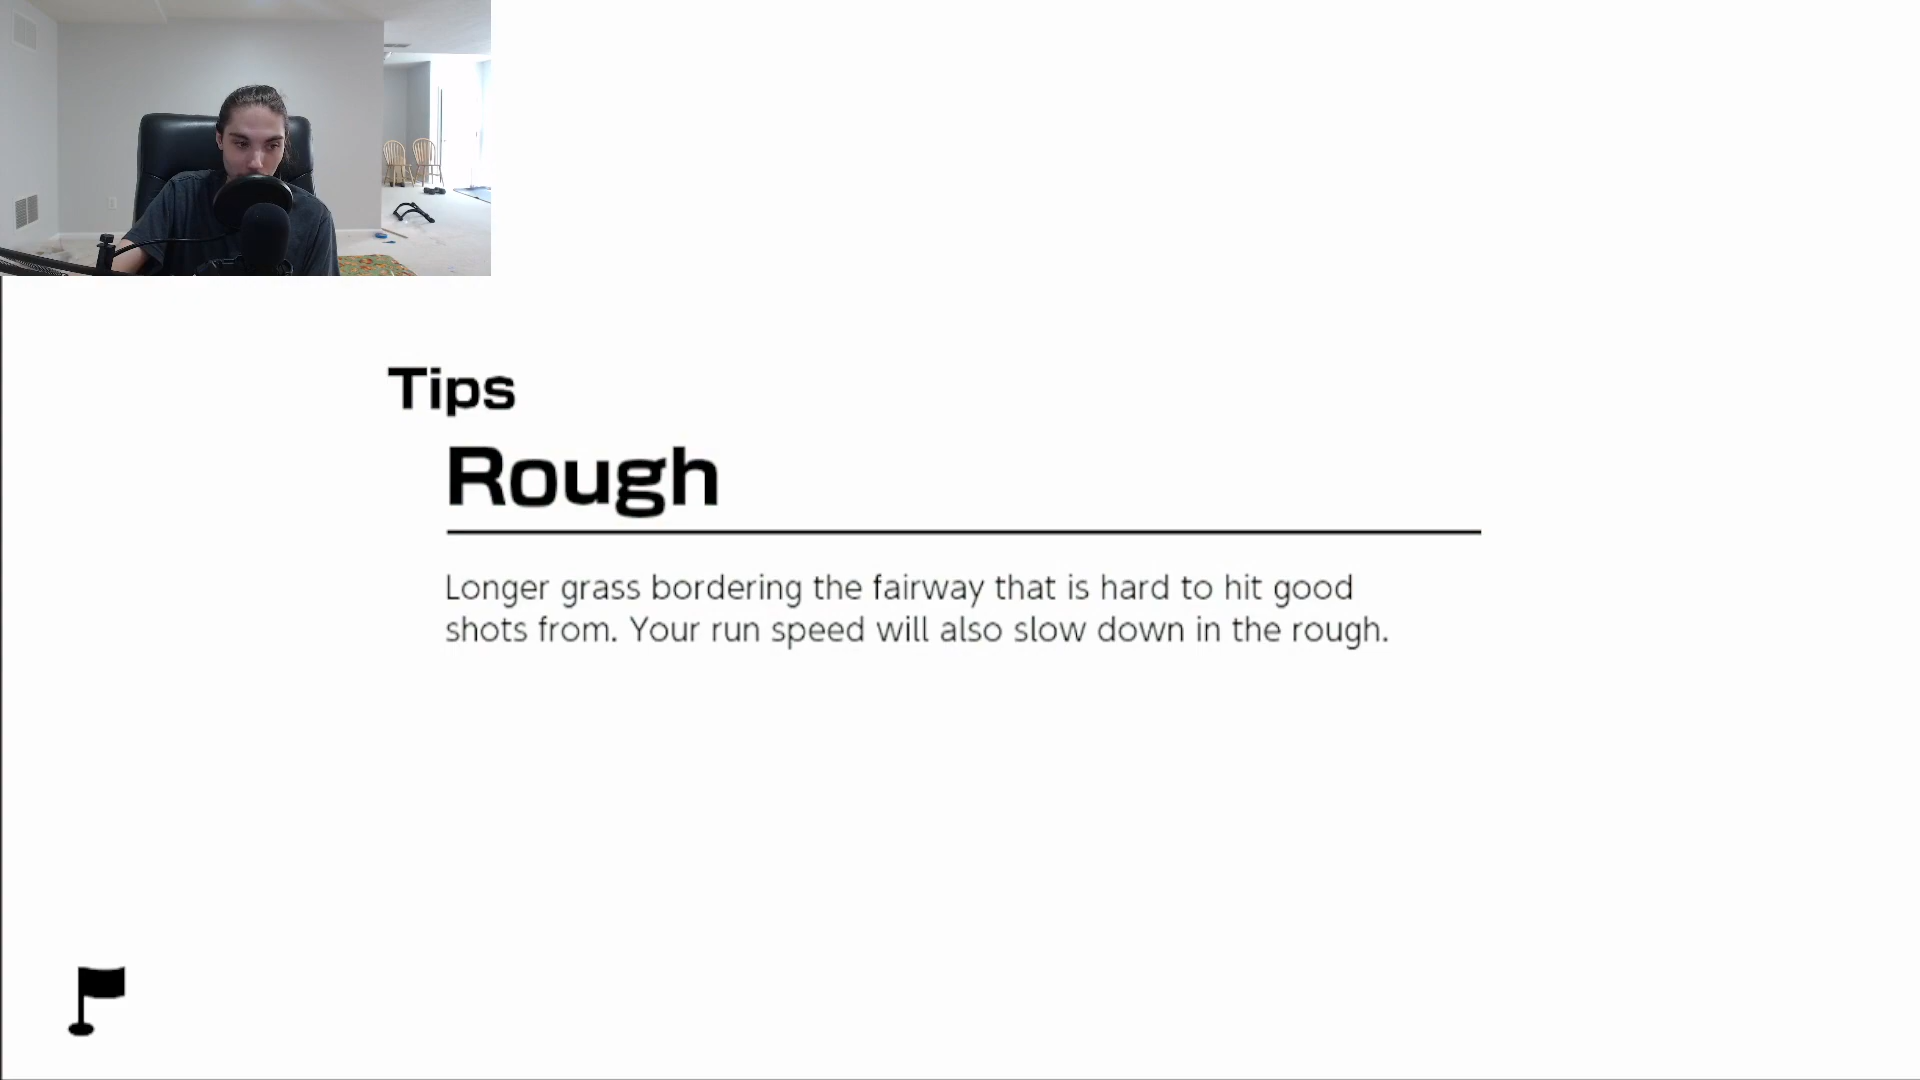 Tips
Rough
Longer grass bordering the fairway that is hard to hit good
shots from. Your run speed will also slow down in the rough.